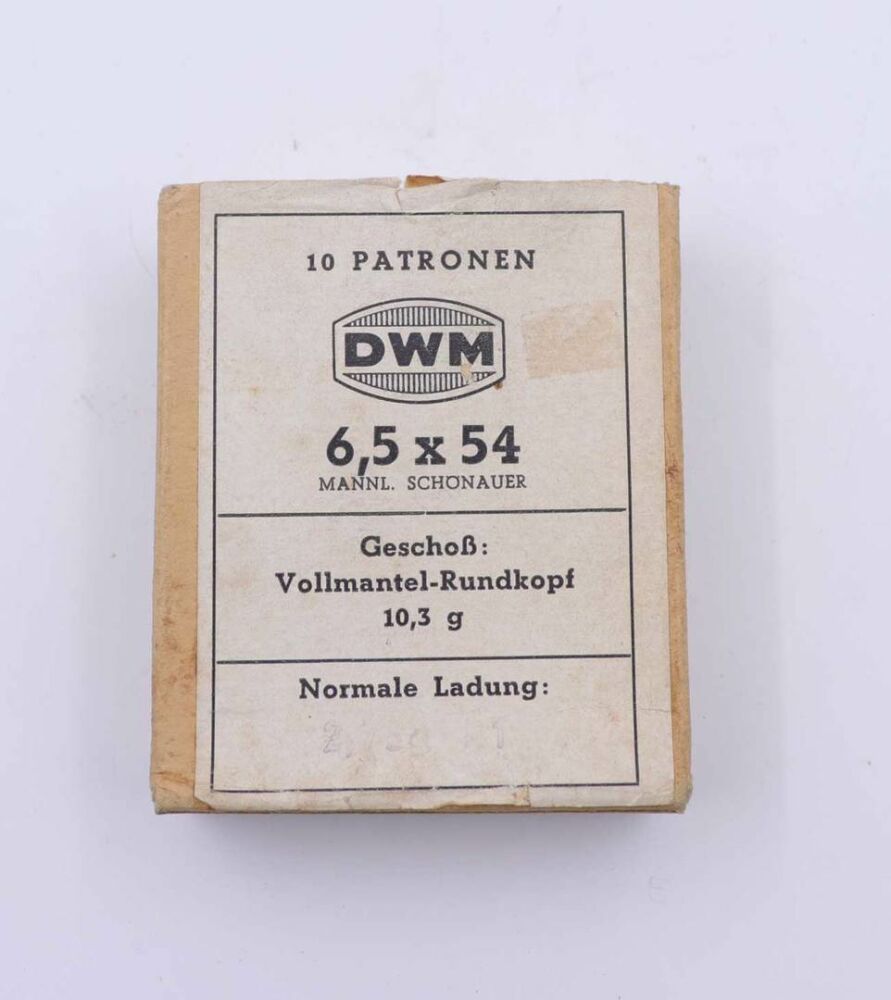 10 PATRONEN
DWM
6,5 x 54
MANNL. SCHÖNAUER
Geschoß:
Vollmantel-Rundkopf
10,3 g
Normale Ladung: